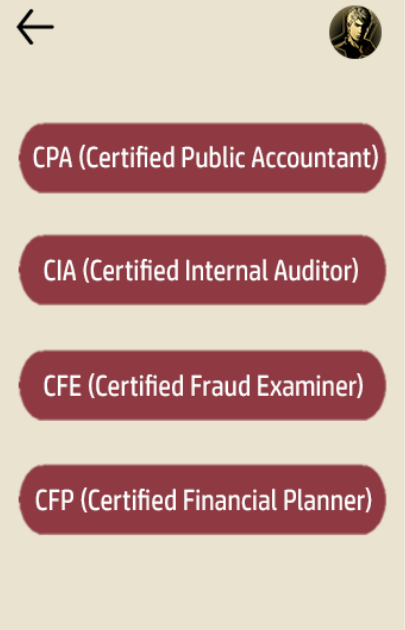 CPA (Certified Public Accountant)
CIA (Certified Internal Auditor)
CFE (Certified Fraud Examiner)
CFP (Certified Financial Planner)